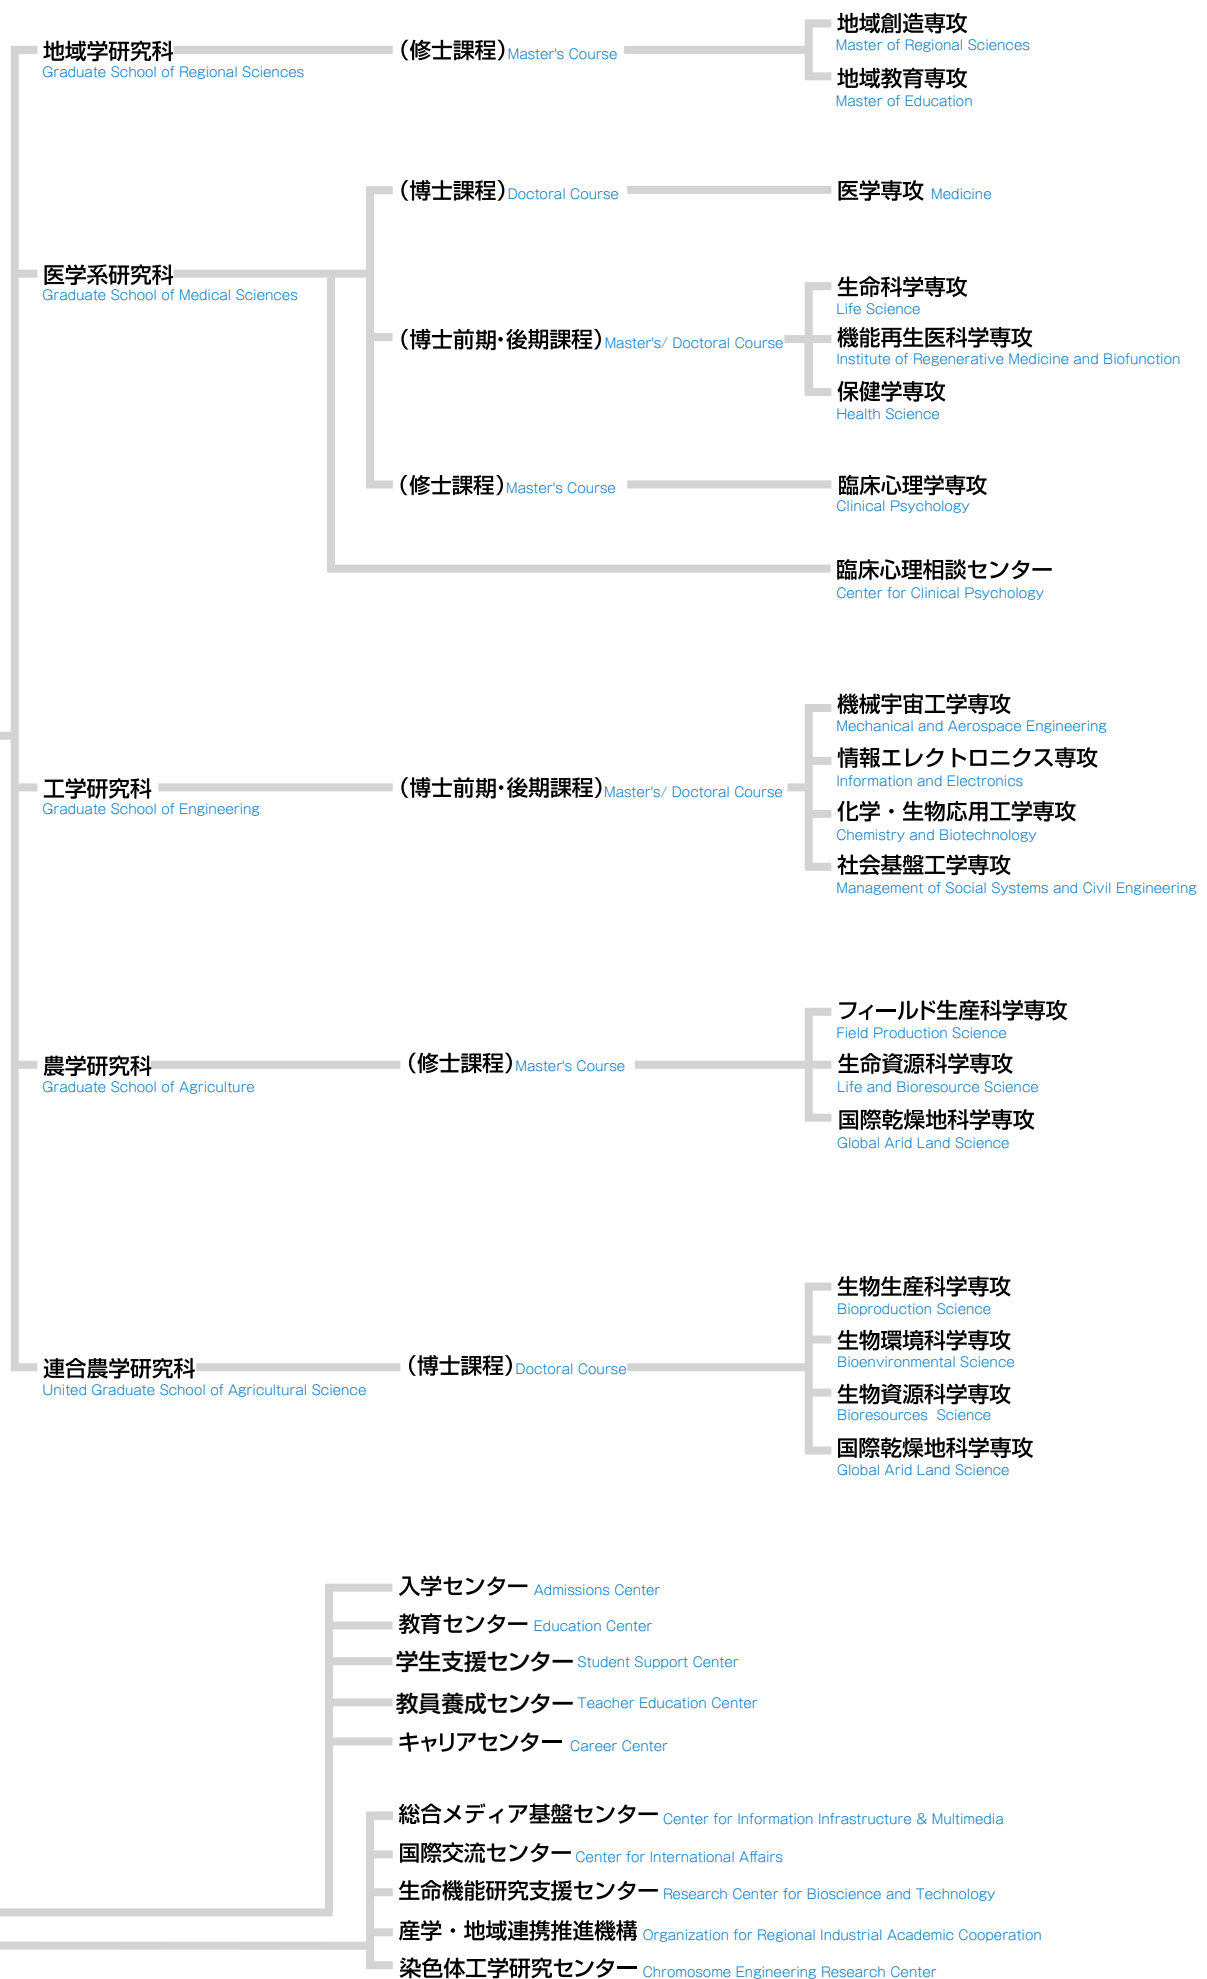 地域学研究科
Graduate School of Regional Sciences
(修士課程) Master's Course
地域創造専攻
Master of Regional Sciences
地域教育専攻
Master of Education
医学系研究科
Graduate School of Medical Sciences
(博士課程) Doctoral Course
医学専攻 Medicine
(博士前期・後期課程) Master's/ Doctoral Course
生命科学専攻
Life Science
機能再生医科学専攻
Institute of Regenerative Medicine and Biofunction
保健学専攻
Health Science
(修士課程) Master's Course
臨床心理学専攻
Clinical Psychology
臨床心理相談センター
Center for Clinical Psychology
工学研究科
Graduate School of Engineering
(博士前期・後期課程) Master's/ Doctoral Course
機械宇宙工学専攻
Mechanical and Aerospace Engineering
情報エレクトロニクス専攻
Information and Electronics
化学・生物応用工学専攻
Chemistry and Biotechnology
社会基盤工学専攻
Management of Social Systems and Civil Engineering
農学研究科
Graduate School of Agriculture
(修士課程) Master's Course
フィールド生産科学専攻
Field Production Science
生命資源科学専攻
Life and Bioresource Science
国際乾燥地科学専攻
Global Arid Land Science
連合農学研究科
United Graduate School of Agricultural Science
(博士課程) Doctoral Course
生物生産科学専攻
Bioproduction Science
生物環境科学専攻
Bioenvironmental Science
生物資源科学専攻
Bioresources Science
国際乾燥地科学専攻
Global Arid Land Science
入学センター Admissions Center
教育センター Education Center
学生支援センター Student Support Center
教員養成センター Teacher Education Center
キャリアセンター Career Center
総合メディア基盤センター Center for Information Infrastructure & Multimedia
国際交流センター Center for International Affairs
生命機能研究支援センター Research Center for Bioscience and Technology
産学・地域連携推進機構 Organization for Regional Industrial Academic Cooperation
染色体工学研究センター Chromosome Engineering Research Center